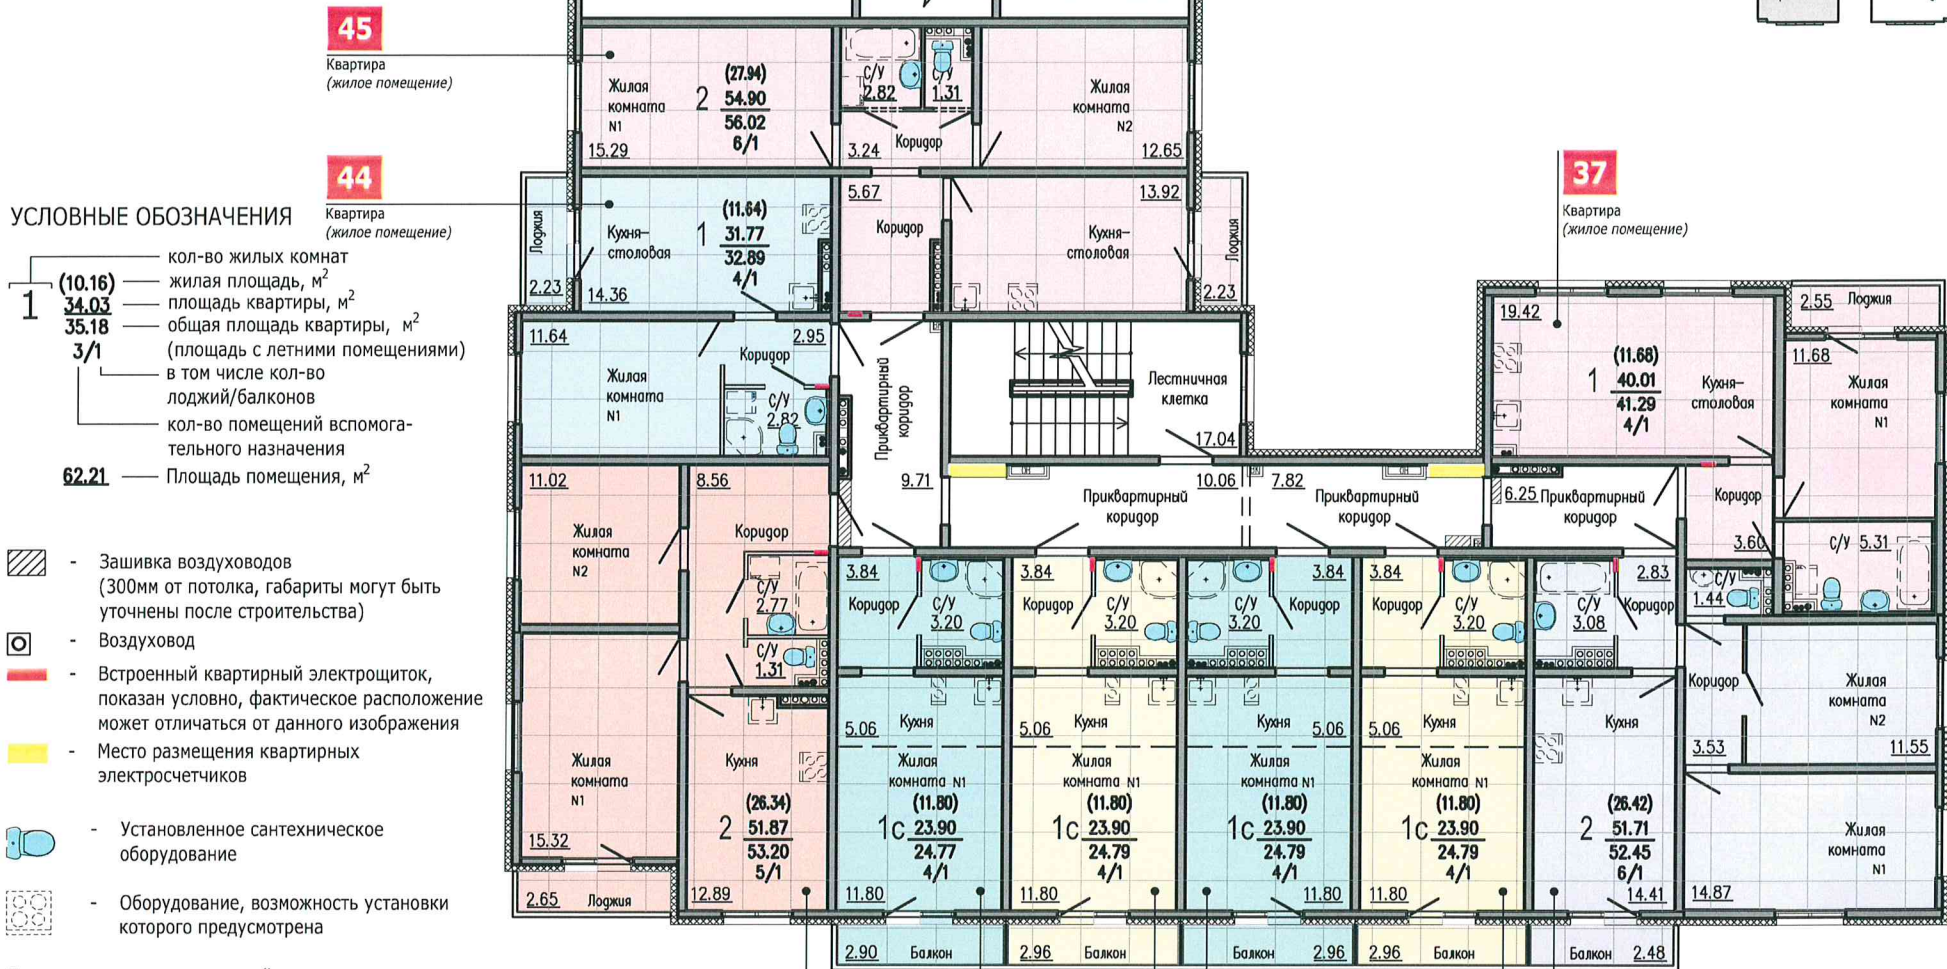 45
Квартира
(жилое помещение)
44
Квартира
(жилое помещение)
37
Квартира
(жилое помещение)
УСЛОВНЫЕ ОБОЗНАЧЕНИЯ
кол-во жилых комнат
1
(10.16) жилая площадь, м²
34.03 площадь квартиры, м²
35.18 общая площадь квартиры, м²
3/1 (площадь с летними помещениями)
в том числе кол-во
лоджий/балконов
кол-во помещений вспомога-
тельного назначения
62.21 Площадь помещения, м²
- Зашивка воздуховодов
(300мм от потолка, габариты могут быть
уточнены после строительства)
- Воздуховод
- Встроенный квартирный электрощиток,
показан условно, фактическое расположение
может отличаться от данного изображения
- Место размещения квартирных
электросчетчиков
- Установленное сантехническое
оборудование
- Оборудование, возможность установки
которого предусмотрена
Жилая
комната
N1
15.29
2
(27.94)
54.90
56.02
6/1
С/У
2.82
С/У
1.31
Коридор
3.24
Жилая
комната
N2
12.65
5.67
Коридор
13.92
Кухня-
столовая
Лоджия
2.23
Лоджия
2.23
Кухня-
столовая
14.36
1
(11.64)
31.77
32.89
4/1
11.64
Жилая
комната
N1
2.95
Коридор
С/У
2.82
Приквартирный
коридор
9.71
Лестничная
клетка
17.04
10.06
Приквартирный
коридор
7.82
Приквартирный
коридор
6.25 Приквартирный
коридор
19.42
1
(11.68)
40.01
41.29
4/1
Кухня-
столовая
2.55 Лоджия
11.68
Жилая
комната
N1
Коридор
3.60
С/У 5.31
С/У
1.44
11.02
Жилая
комната
N2
8.56
Коридор
С/У
2.77
С/У
1.31
Жилая
комната
N1
15.32
2.65 Лоджия
Кухня
2
(26.34)
51.87
53.20
5/1
12.89
3.84
Коридор
С/У
3.20
5.06
Кухня
Жилая
комната N1
1с
(11.80)
23.90
24.77
4/1
11.80
2.90 Балкон
3.84
Коридор
С/У
3.20
5.06
Кухня
Жилая
комната N1
1с
(11.80)
23.90
24.79
4/1
11.80
2.96 Балкон
С/У
3.20
3.84
Коридор
Кухня
5.06
Жилая
комната N1
1с
(11.80)
23.90
24.79
4/1
11.80
Балкон 2.96
3.84
Коридор
С/У
3.20
5.06
Кухня
Жилая
комната N1
1с
(11.80)
23.90
24.79
4/1
11.80
2.96 Балкон
С/У
3.08
2.83
Коридор
Кухня
2
(26.42)
51.71
52.45
6/1
14.41
Балкон 2.48
Коридор
3.53
Жилая
комната
N2
11.55
Жилая
комната
N1
14.87